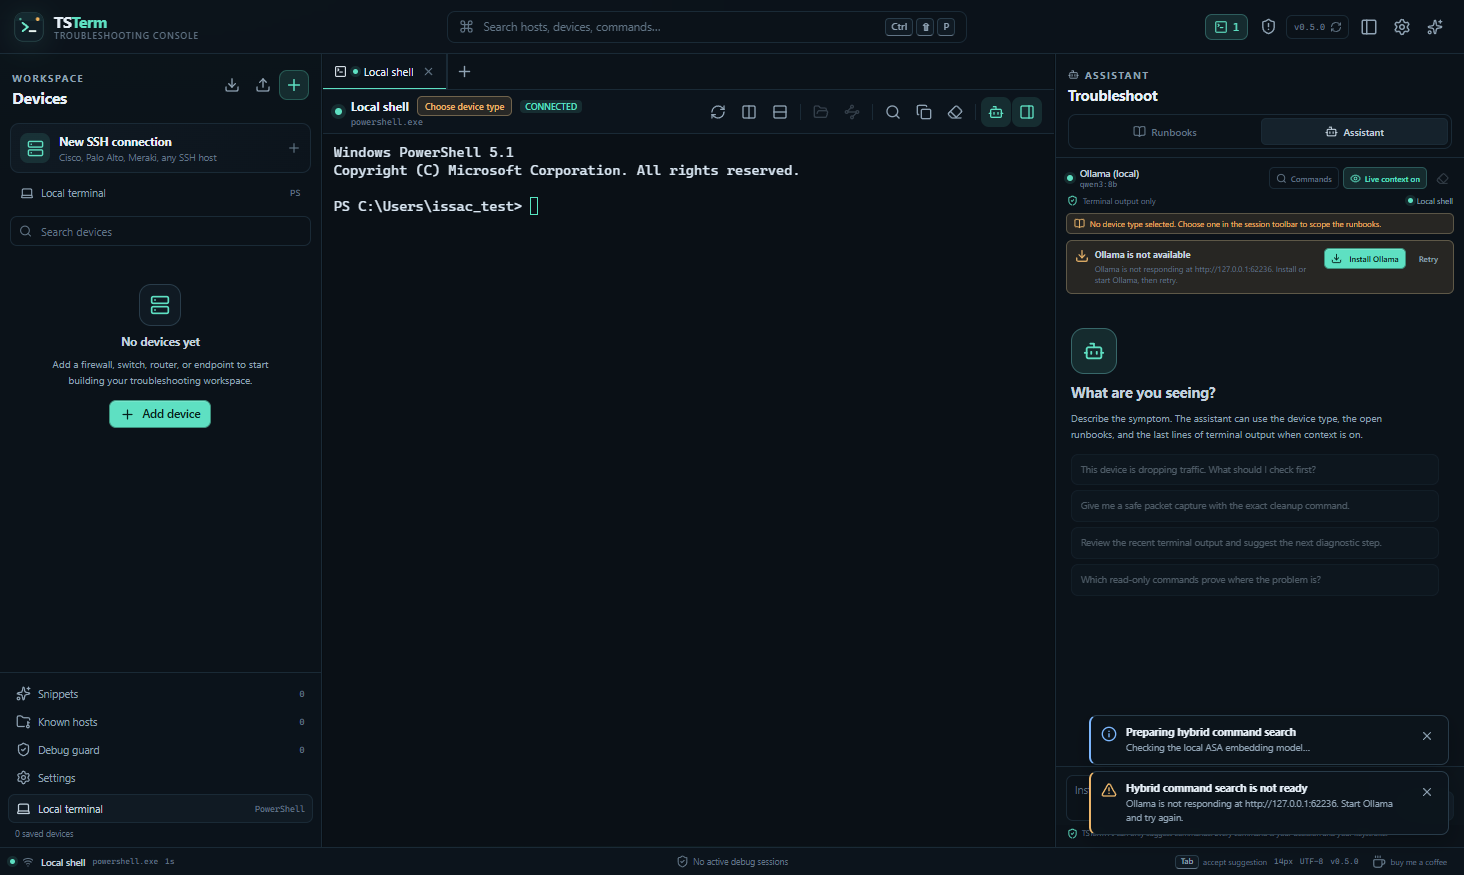 TSTerm
TROUBLESHOOTING CONSOLE
Search hosts, devices, commands...
Ctrl
P
1
v0.5.0
WORKSPACE
Devices
New SSH connection
Cisco, Palo Alto, Meraki, any SSH host
Local terminal
PS
Search devices
No devices yet
Add a firewall, switch, router, or endpoint to start
building your troubleshooting workspace.
Add device
Snippets
0
Known hosts
0
Debug guard
0
Settings
Local terminal
PowerShell
0 saved devices
Local shell
Local shell
Choose device type
CONNECTED
powershell.exe
Windows PowerShell 5.1
Copyright (C) Microsoft Corporation. All rights reserved.
PS C:\Users\issac_test>
ASSISTANT
Troubleshoot
Runbooks
Assistant
Ollama (local)
qwen3:8b
Commands
Live context on
Terminal output only
Local shell
No device type selected. Choose one in the session toolbar to scope the runbooks.
Ollama is not available
Ollama is not responding at http://127.0.0.1:62236. Install or
start Ollama, then retry.
Install Ollama
Retry
What are you seeing?
Describe the symptom. The assistant can use the device type, the open
runbooks, and the last lines of terminal output when context is on.
This device is dropping traffic. What should I check first?
Give me a safe packet capture with the exact cleanup command.
Review the recent terminal output and suggest the next diagnostic step.
Which read-only commands prove where the problem is?
Preparing hybrid command search
Checking the local ASA embedding model...
Hybrid command search is not ready
Ollama is not responding at http://127.0.0.1:62236. Start Ollama
and try again.
Local shell powershell.exe 1s
No active debug sessions
Tab accept suggestion 14px UTF-8 v0.5.0 buy me a coffee